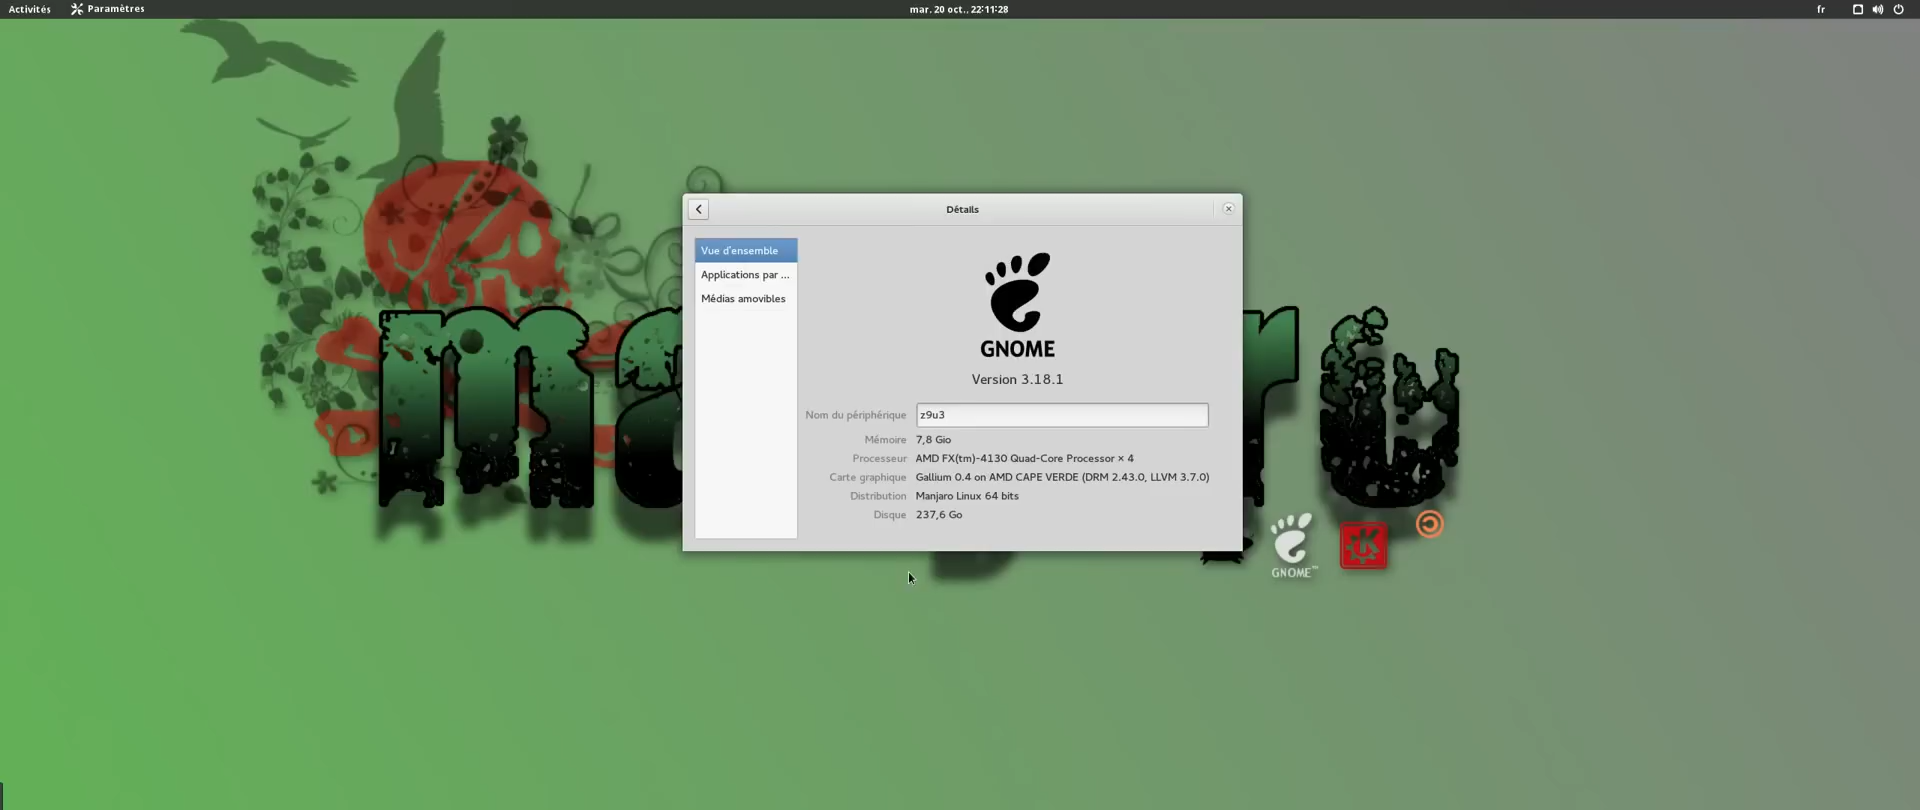 Activités Paramètres mar. 20 oct., 22:11:28 fr
Détails
Vue d'ensemble
Applications par ...
Médias amovibles
GNOME
Version 3.18.1
Nom du périphérique z9u3
Mémoire 7,8 Gio
Processeur AMD FX(tm)-4130 Quad-Core Processor × 4
Carte graphique Gallium 0.4 on AMD CAPE VERDE (DRM 2.43.0, LLVM 3.7.0)
Distribution Manjaro Linux 64 bits
Disque 237,6 Go
GNOME™